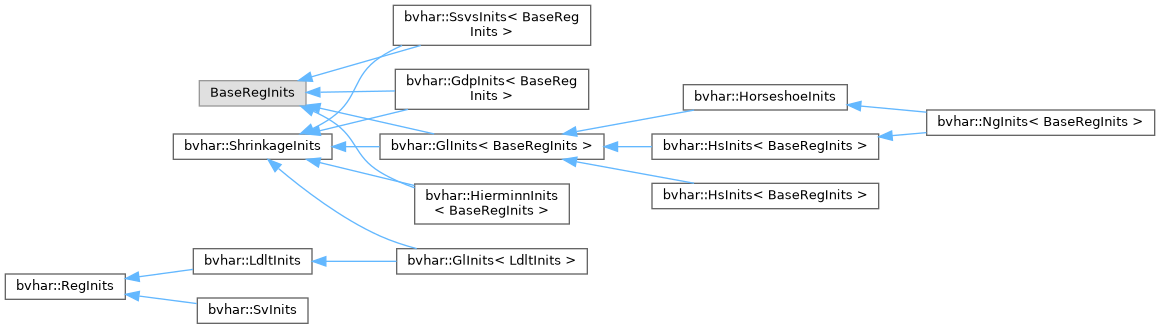 bvhar::SsvsInits< BaseReg
Inits >
BaseRegInits
bvhar::GdpInits< BaseReg
Inits >
bvhar::HorseshoeInits
bvhar::NgInits< BaseRegInits >
bvhar::ShrinkageInits
bvhar::GlInits< BaseRegInits >
bvhar::HsInits< BaseRegInits >
bvhar::HierminnInits
< BaseRegInits >
bvhar::HsInits< BaseRegInits >
bvhar::LdltInits
bvhar::GlInits< LdltInits >
bvhar::RegInits
bvhar::SvInits